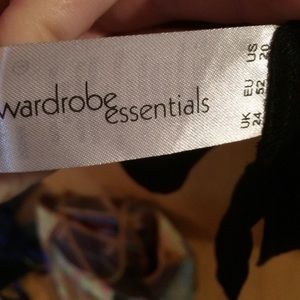 wardrobe
essentials
UK EU US
24 52 20